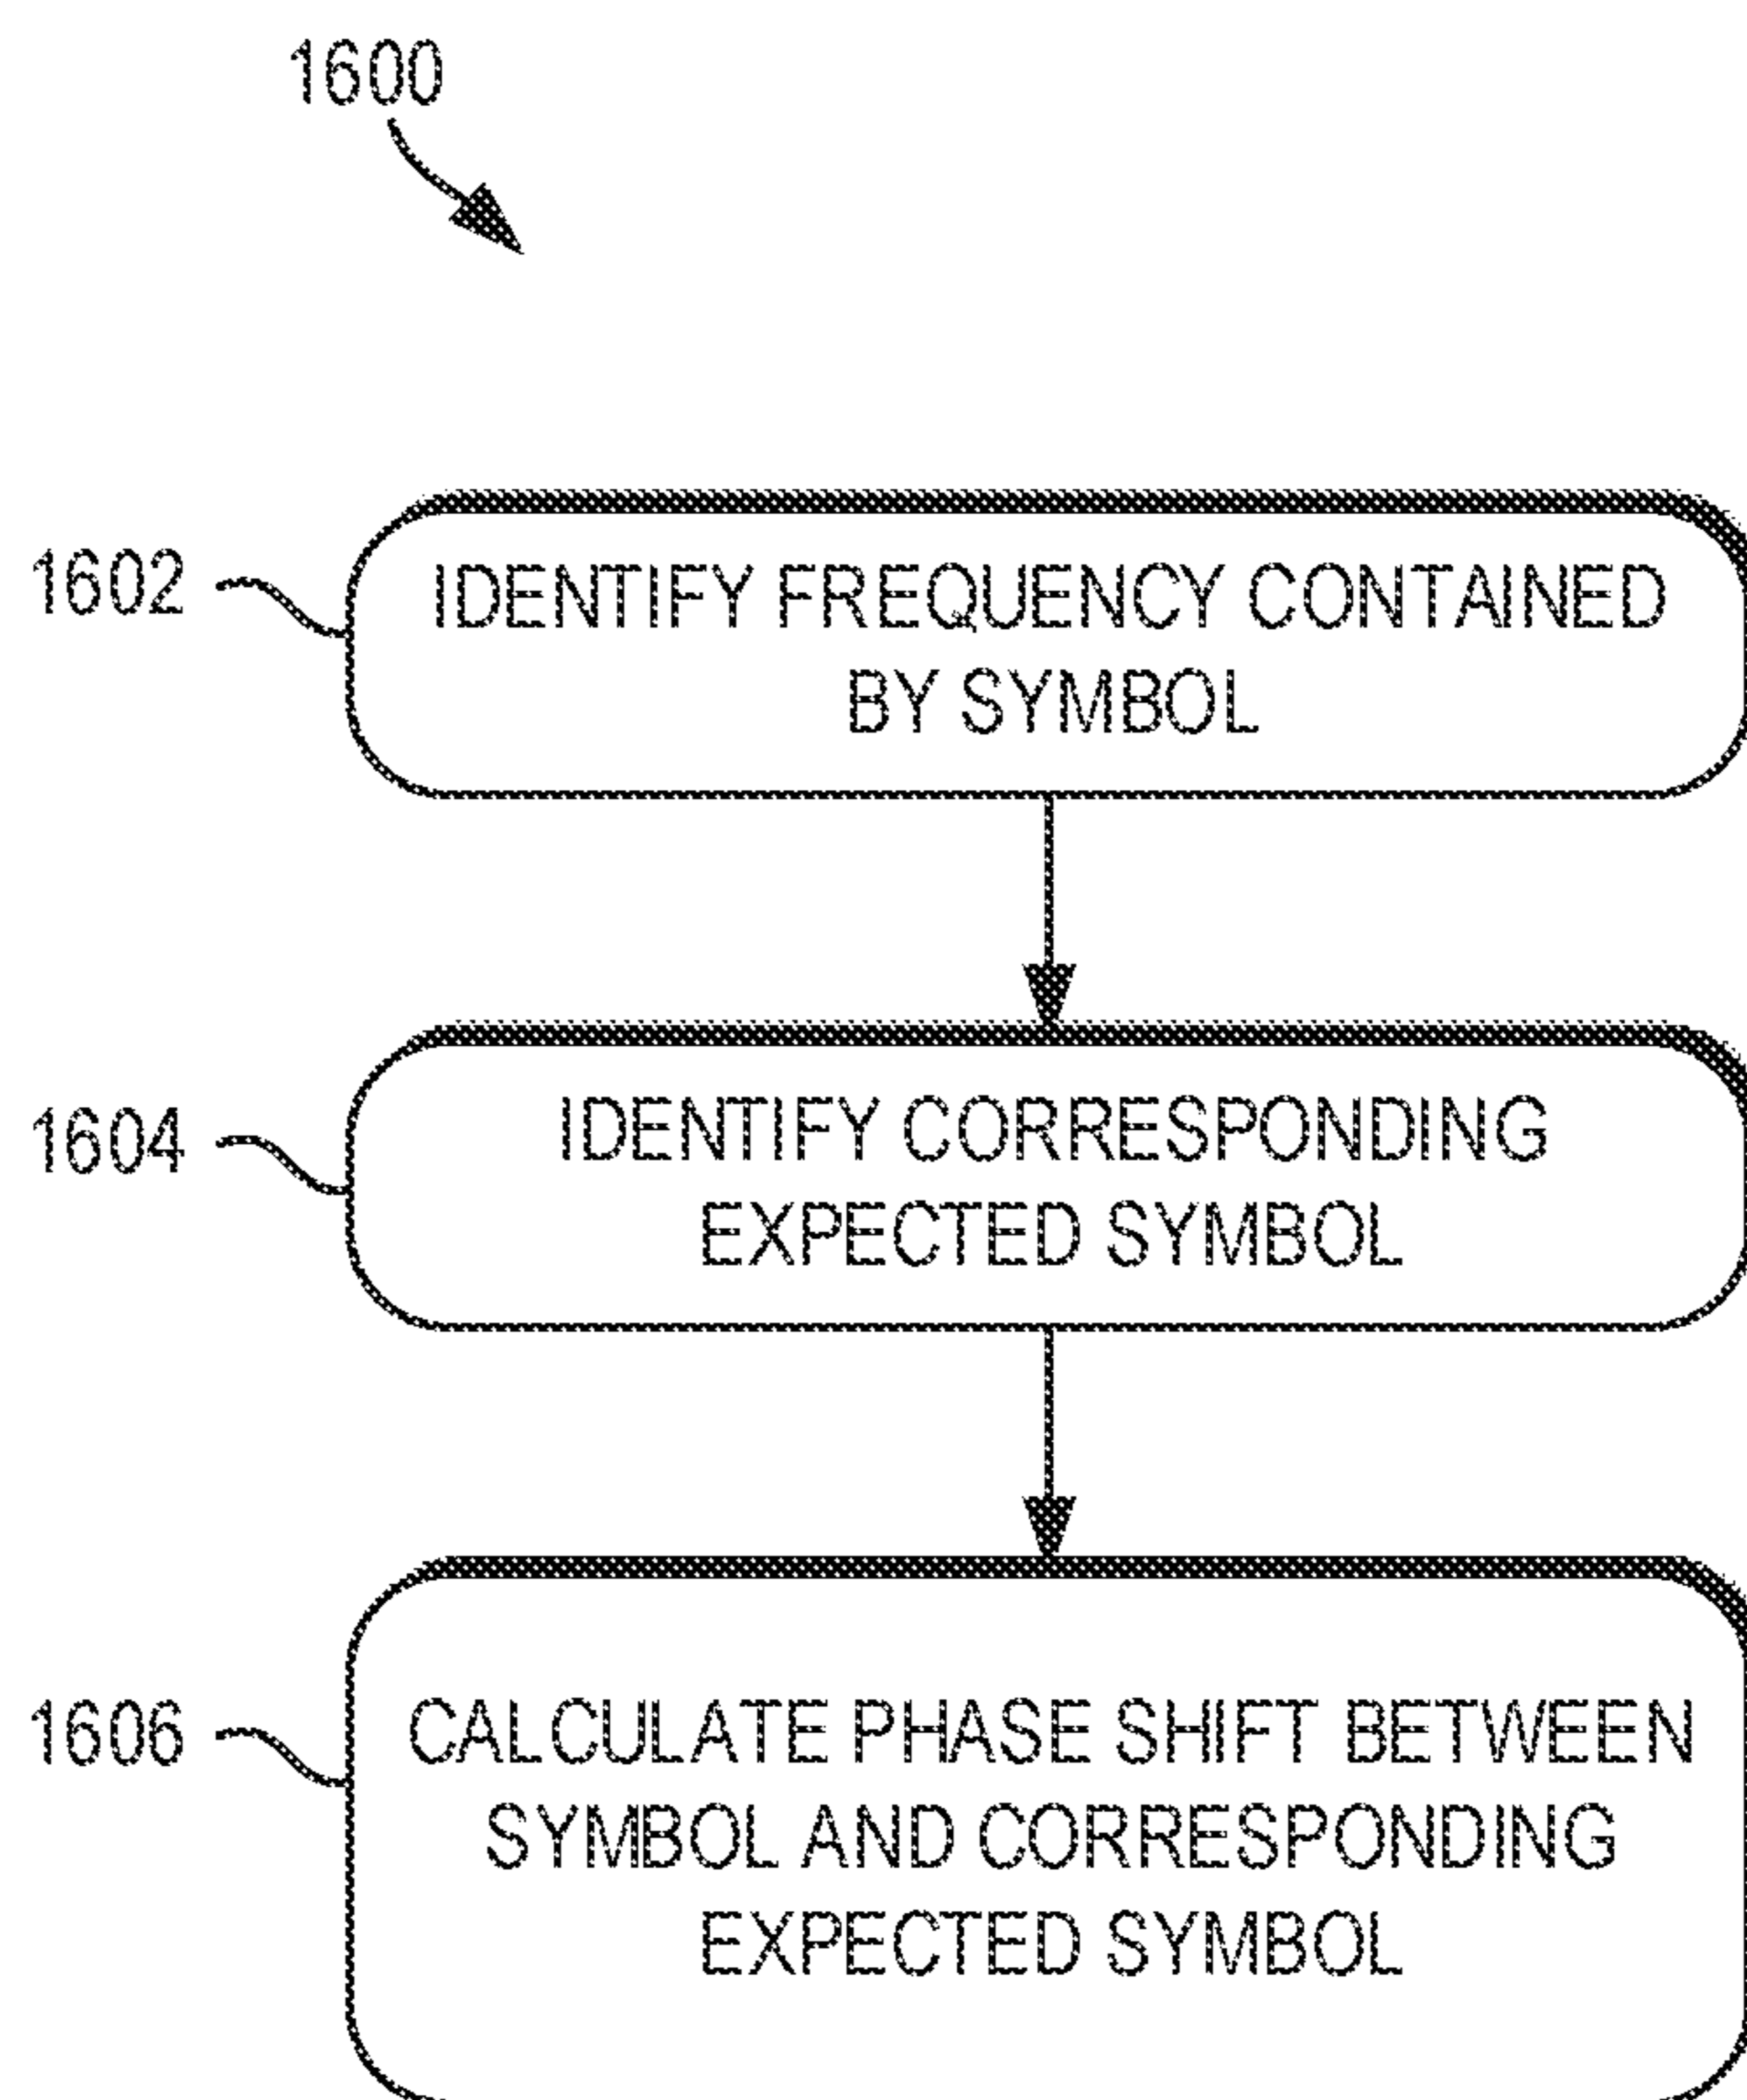 1600
1602
IDENTIFY FREQUENCY CONTAINED
BY SYMBOL
1604
IDENTIFY CORRESPONDING
EXPECTED SYMBOL
1606
CALCULATE PHASE SHIFT BETWEEN
SYMBOL AND CORRESPONDING
EXPECTED SYMBOL